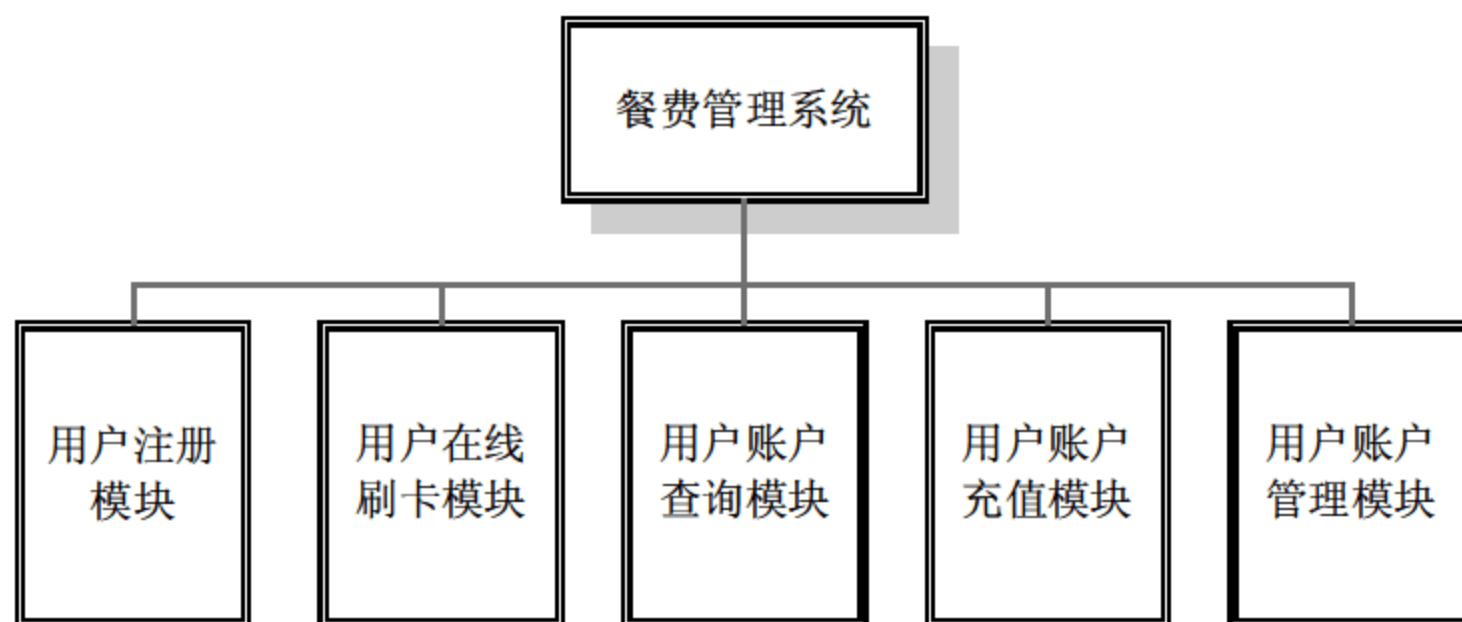 餐费管理系统
用户注册
模块
用户在线
刷卡模块
用户账户
查询模块
用户账户
充值模块
用户账户
管理模块